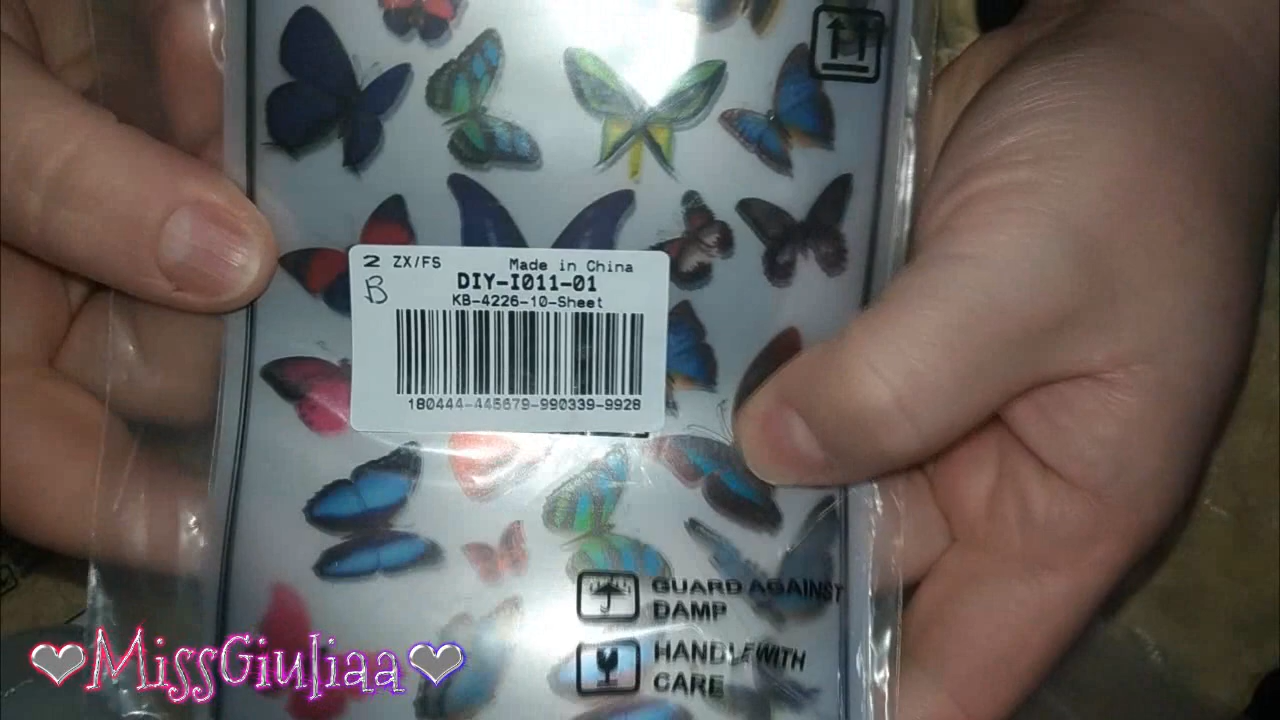 2 ZX/FS Made in China
B DIY-I011-01
KB-4226-10-Sheet
180444-445679-990339-9928
GUARD AGAINST
DAMP
HANDLE WITH
CARE
❤MissGiuliaa❤